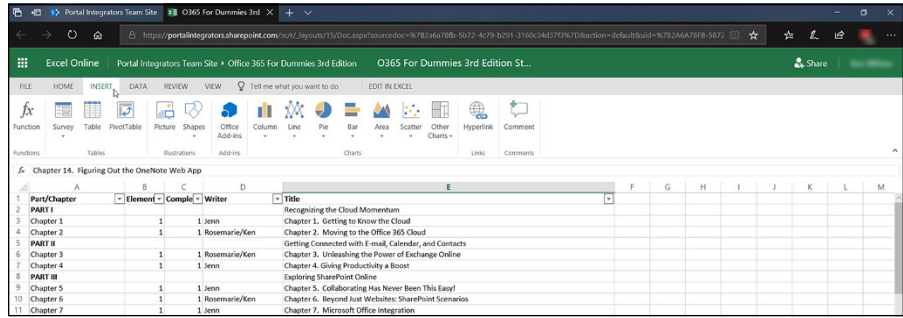 Portal Integrators Team Site O365 For Dummies 3rd
https://portalintegrators.sharepoint.com/:x:/r/_layouts/15/Doc.aspx?sourcedoc=%782a6a78fb-5b72-4c79-b291-3160c34d37f3%7D&action=default&uid=%782A6A78FB-5872
Excel Online Portal Integrators Team Site Office 365 For Dummies 3rd Edition O365 For Dummies 3rd Edition St... Share
FILE HOME INSERT DATA REVIEW VIEW Tell me what you want to do EDIT IN EXCEL
Function Survey Table PivotTable Picture Shapes Office Add-ins Column Line Pie Bar Area Scatter Other Charts Hyperlink Comment
Functions Tables Illustrations Add-ins Charts Links Comments
fx Chapter 14. Figuring Out the OneNote Web App
A B C D E F G H I J K L M
1 Part/Chapter Element Comple Writer Title
2 PART I Recognizing the Cloud Momentum
3 Chapter 1 1 1 Jenn Chapter 1. Getting to Know the Cloud
4 Chapter 2 1 1 Rosemarie/Ken Chapter 2. Moving to the Office 365 Cloud
5 PART II Getting Connected with E-mail, Calendar, and Contacts
6 Chapter 3 1 1 Rosemarie/Ken Chapter 3. Unleashing the Power of Exchange Online
7 Chapter 4 1 1 Jenn Chapter 4. Giving Productivity a Boost
8 PART III Exploring SharePoint Online
9 Chapter 5 1 1 Jenn Chapter 5. Collaborating Has Never Been This Easy!
10 Chapter 6 1 1 Rosemarie/Ken Chapter 6. Beyond Just Websites: SharePoint Scenarios
11 Chapter 7 1 1 Jenn Chapter 7. Microsoft Office Integration